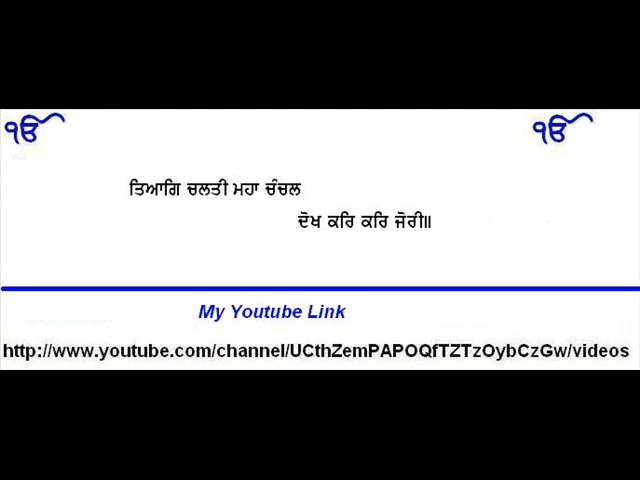 ੴ ੴ
ਤਿਆਗਿ ਚਲਤੀ ਮਹਾ ਚੰਚਲ
ਦੋਖ ਕਰਿ ਕਰਿ ਜੋਰੀ॥
My Youtube Link
http://www.youtube.com/channel/UCthZemPAPOQfTZTzOybCzGw/videos